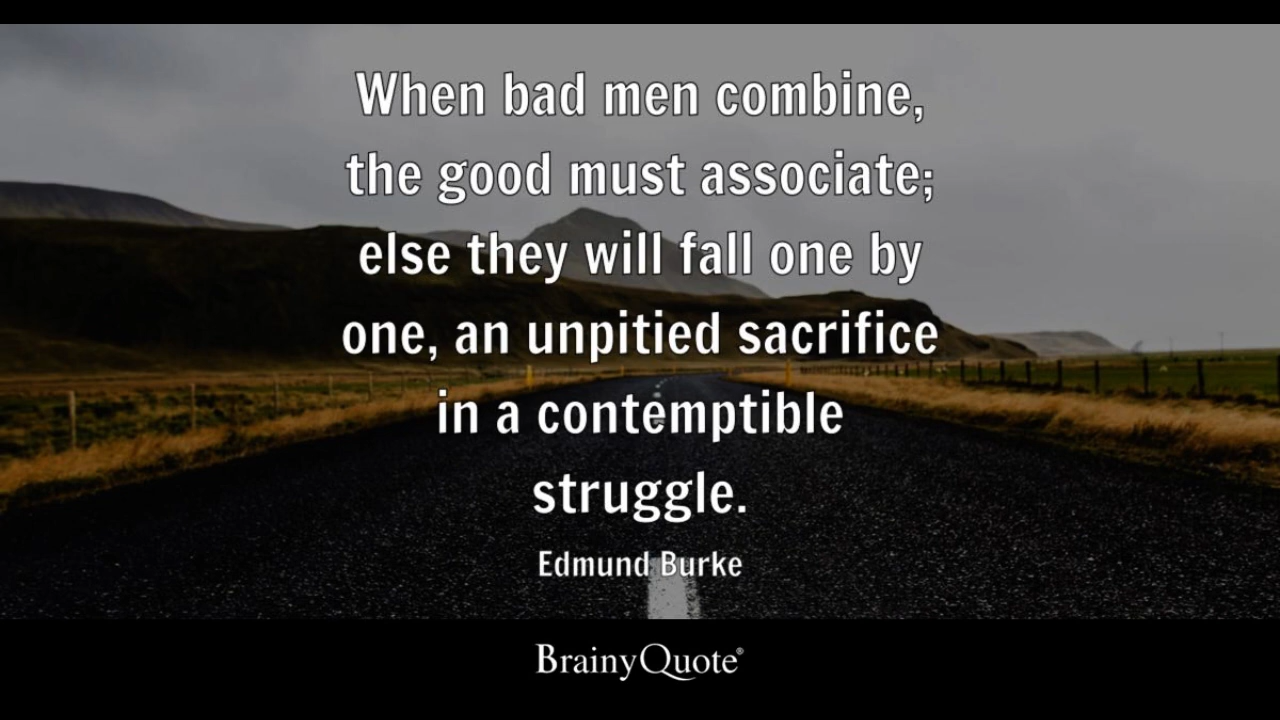 When bad men combine,
the good must associate;
else they will fall one by
one, an unpitied sacrifice
in a contemptible
struggle.
Edmund Burke
BrainyQuote®